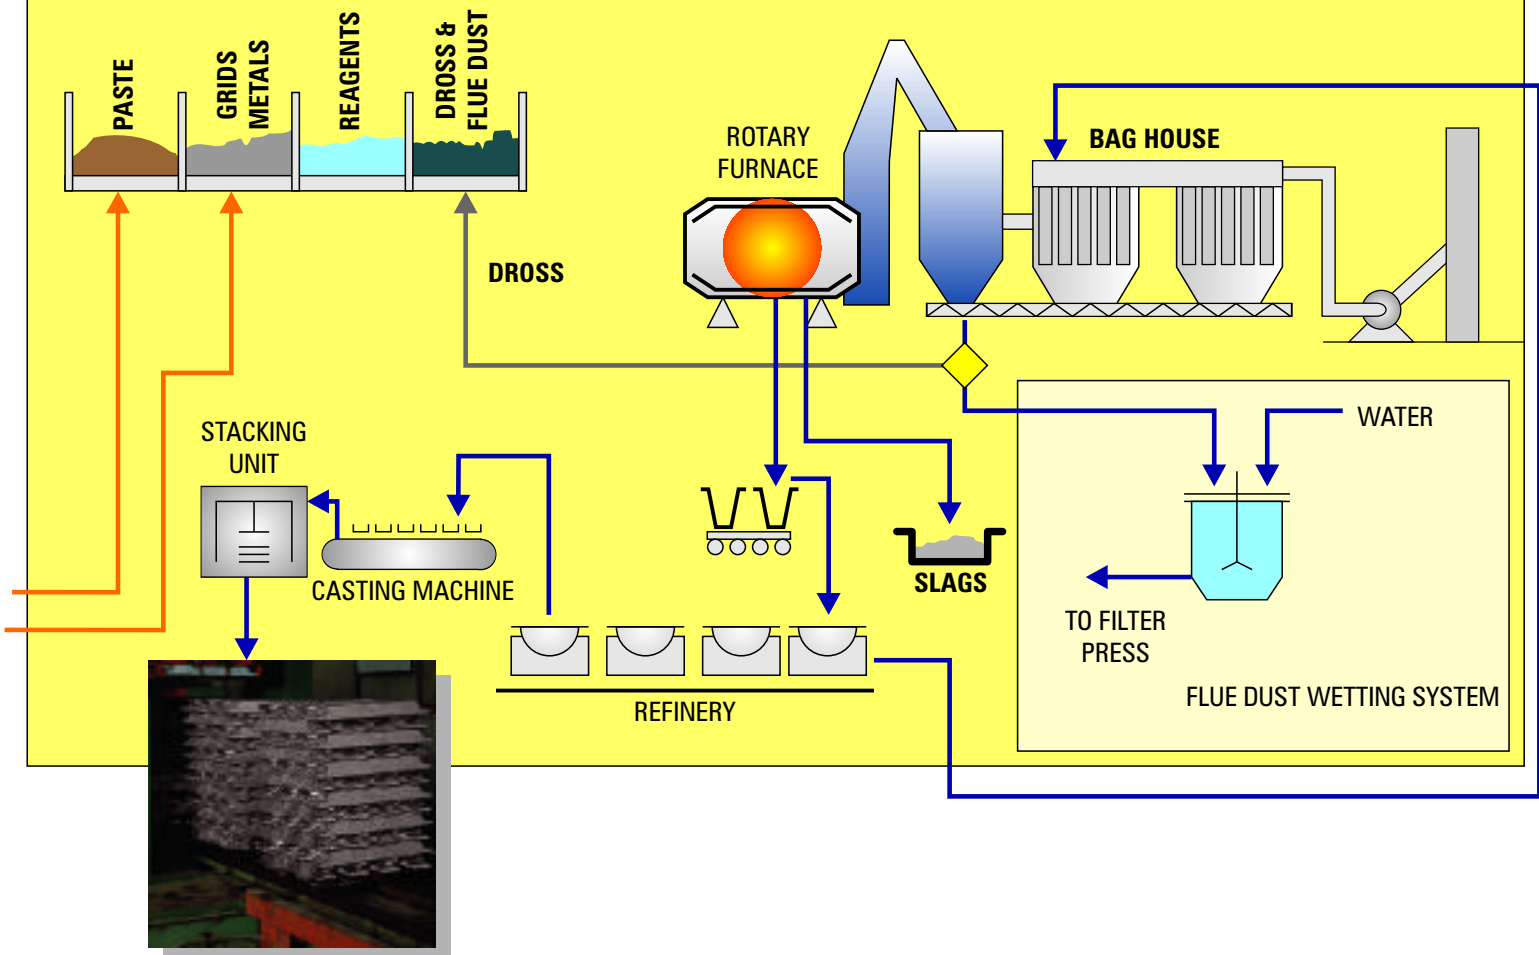 PASTE
GRIDS
METALS
REAGENTS
DROSS &
FLUE DUST
ROTARY
FURNACE
BAG HOUSE
DROSS
WATER
STACKING
UNIT
CASTING MACHINE
SLAGS
TO FILTER
PRESS
FLUE DUST WETTING SYSTEM
REFINERY